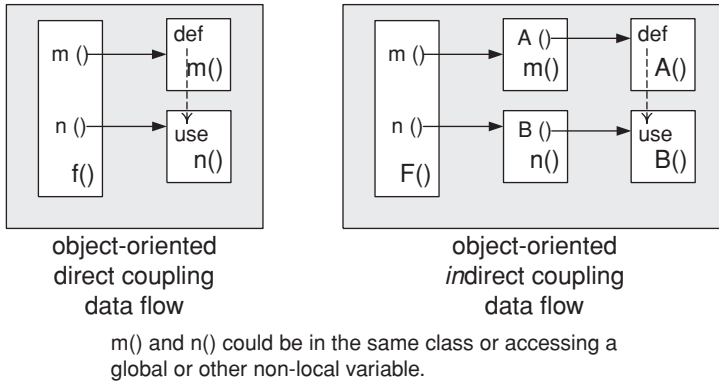 m ()
n ()
f()
def
m()
use
n()
object-oriented
direct coupling
data flow
m ()
n ()
F()
A ()
m()
B ()
n()
def
A()
use
B()
object-oriented
indirect coupling
data flow
m() and n() could be in the same class or accessing a
global or other non-local variable.